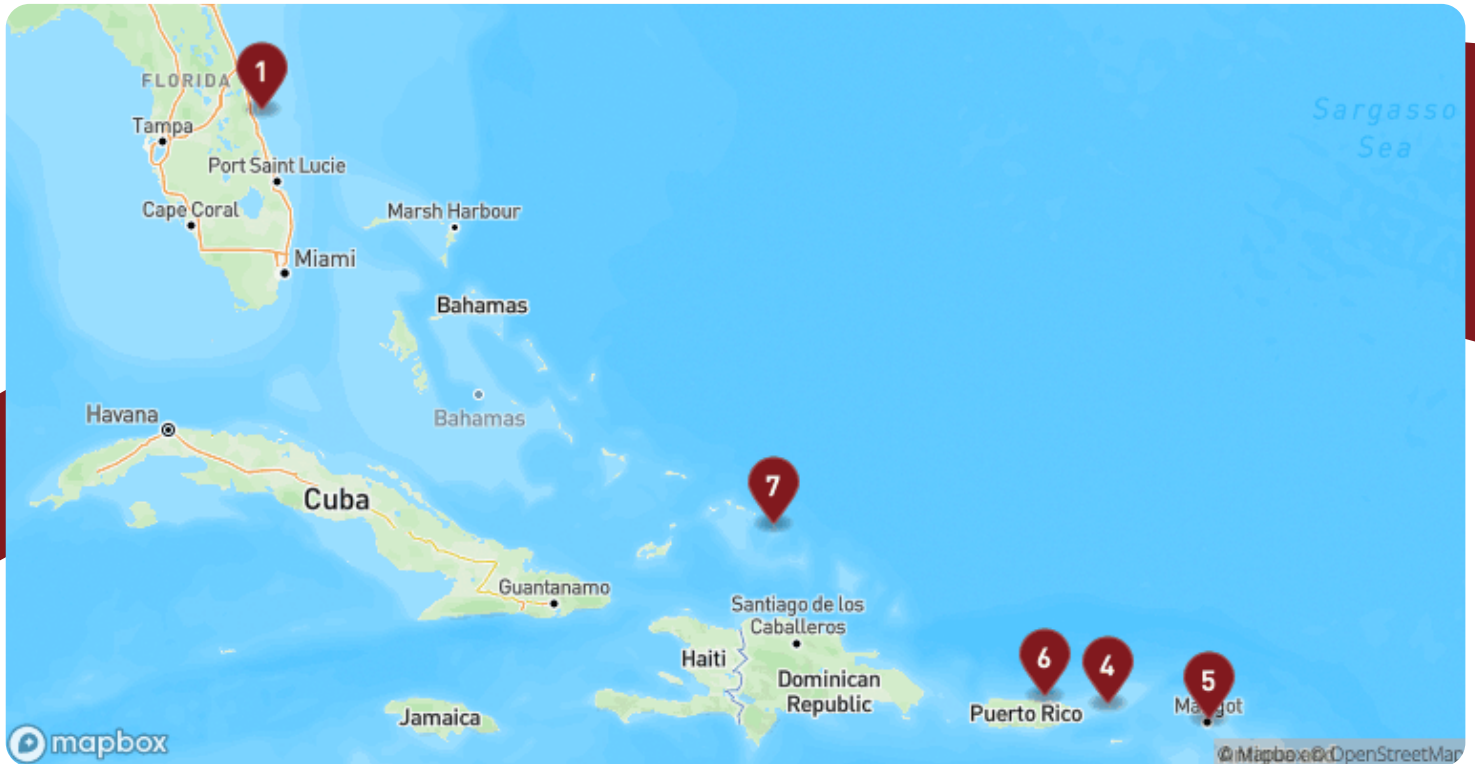 1
FLORIDA
Tampa
Port Saint Lucie
Cape Coral
Miami
Marsh Harbour
Bahamas
Bahamas
Sargasso
Sea
Havana
Cuba
Guantanamo
7
Santiago de los
Caballeros
Haiti
Dominican
Republic
Jamaica
6
4
5
Puerto Rico
mapbox
© OpenStreetMap